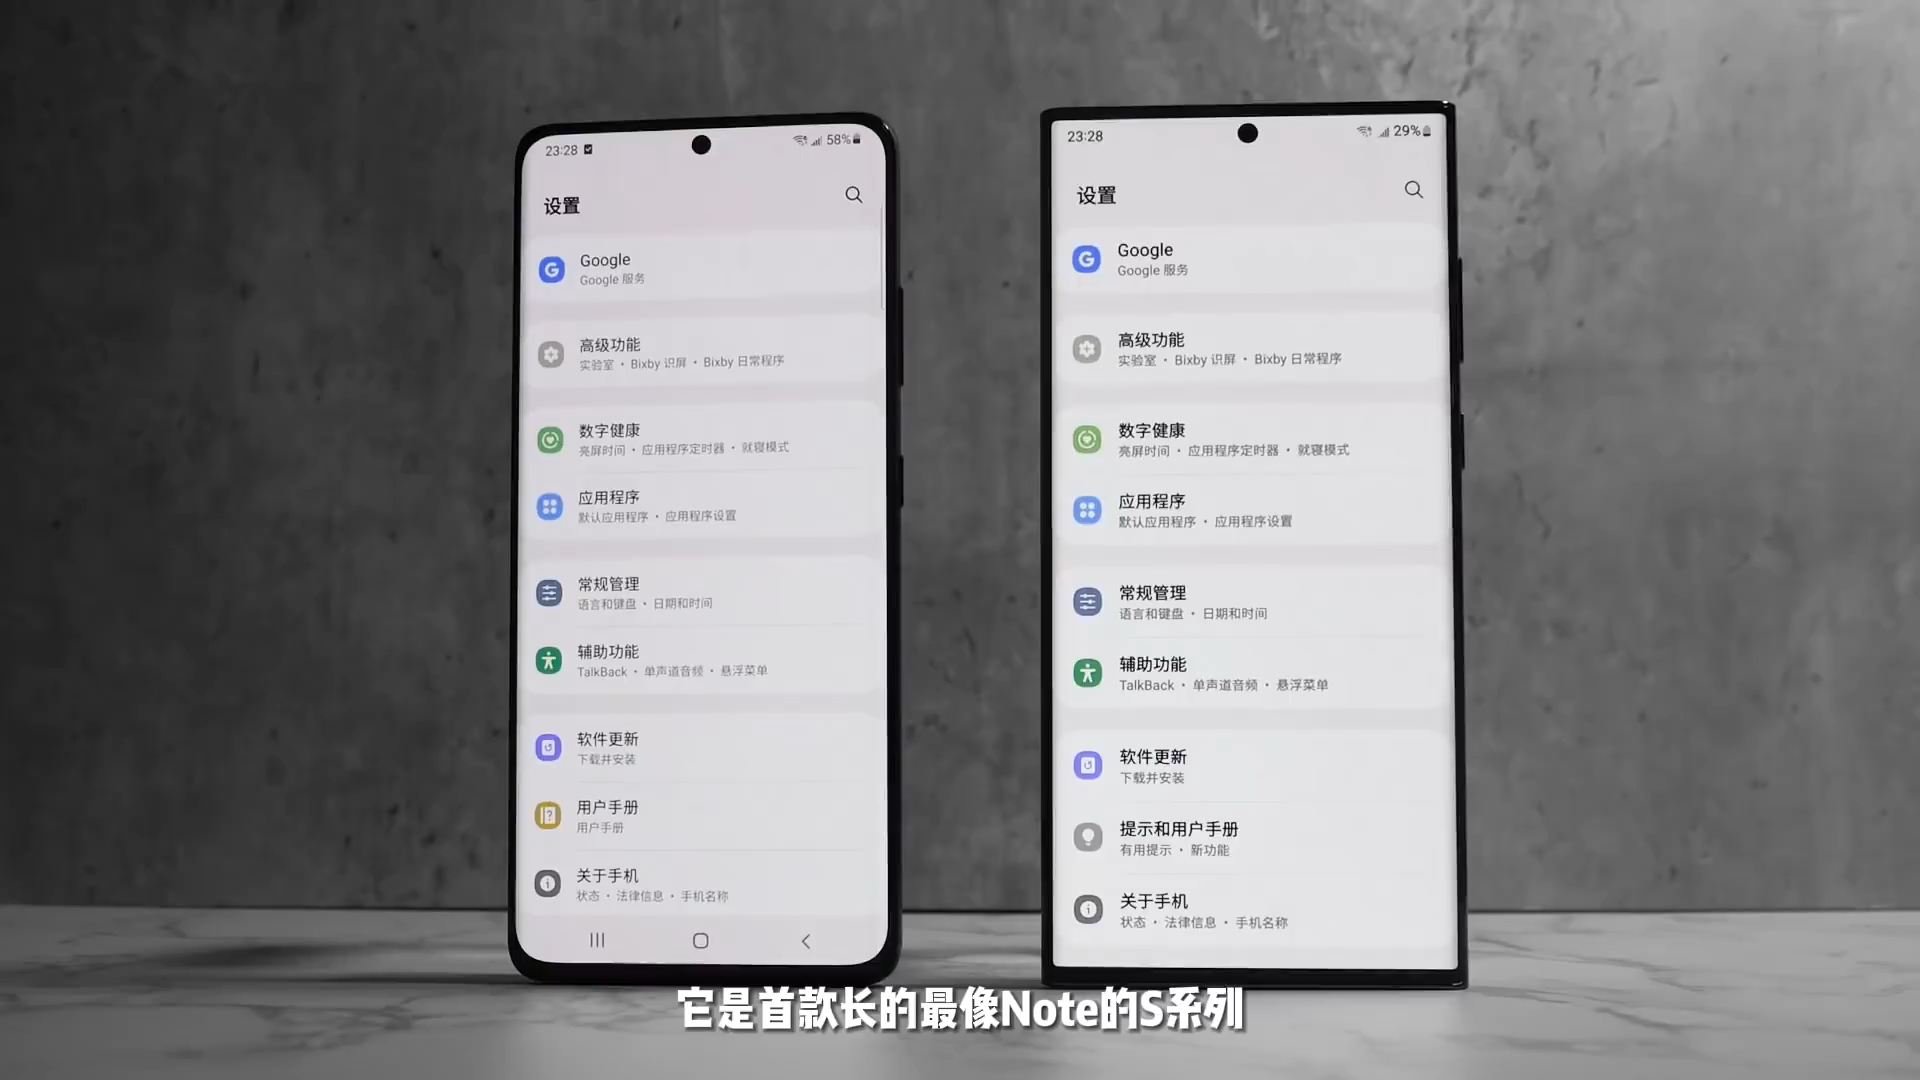 23:28
58%
设置
Google
Google 服务
高级功能
实验室 · Bixby 识屏 · Bixby 日常程序
数字健康
亮屏时间 · 应用程序定时器 · 就寝模式
应用程序
默认应用程序 · 应用程序设置
常规管理
语言和键盘 · 日期和时间
辅助功能
TalkBack · 单声道音频 · 悬浮菜单
软件更新
下载并安装
用户手册
用户手册
关于手机
状态 · 法律信息 · 手机名称
23:28
29%
设置
Google
Google 服务
高级功能
实验室 · Bixby 识屏 · Bixby 日常程序
数字健康
亮屏时间 · 应用程序定时器 · 就寝模式
应用程序
默认应用程序 · 应用程序设置
常规管理
语言和键盘 · 日期和时间
辅助功能
TalkBack · 单声道音频 · 悬浮菜单
软件更新
下载并安装
提示和用户手册
有用提示 · 新功能
关于手机
状态 · 法律信息 · 手机名称
它是首款长的最像Note的S系列